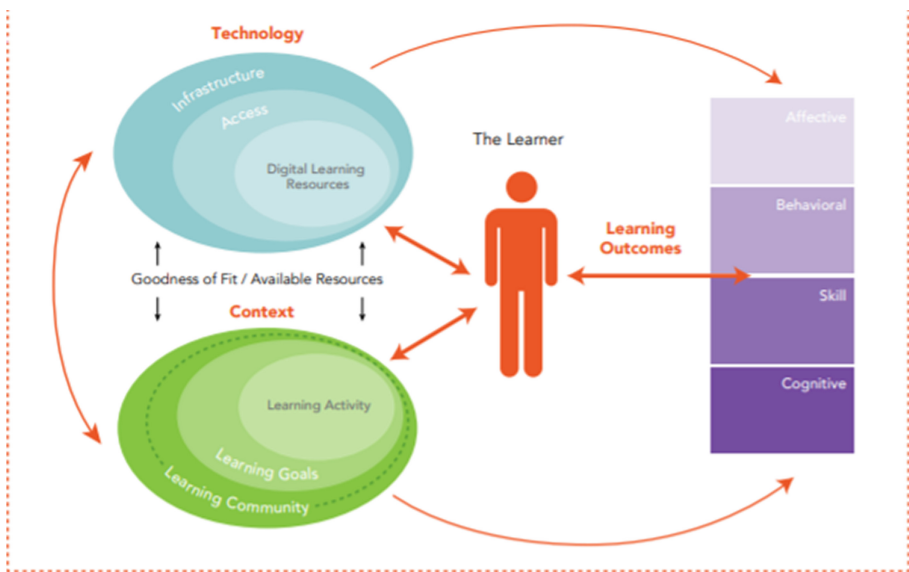 Technology
Infrastructure
Access
Digital Learning
Resources
Goodness of Fit / Available Resources
Context
Learning Activity
Learning Goals
Learning Community
The Learner
Learning
Outcomes
Affective
Behavioral
Skill
Cognitive